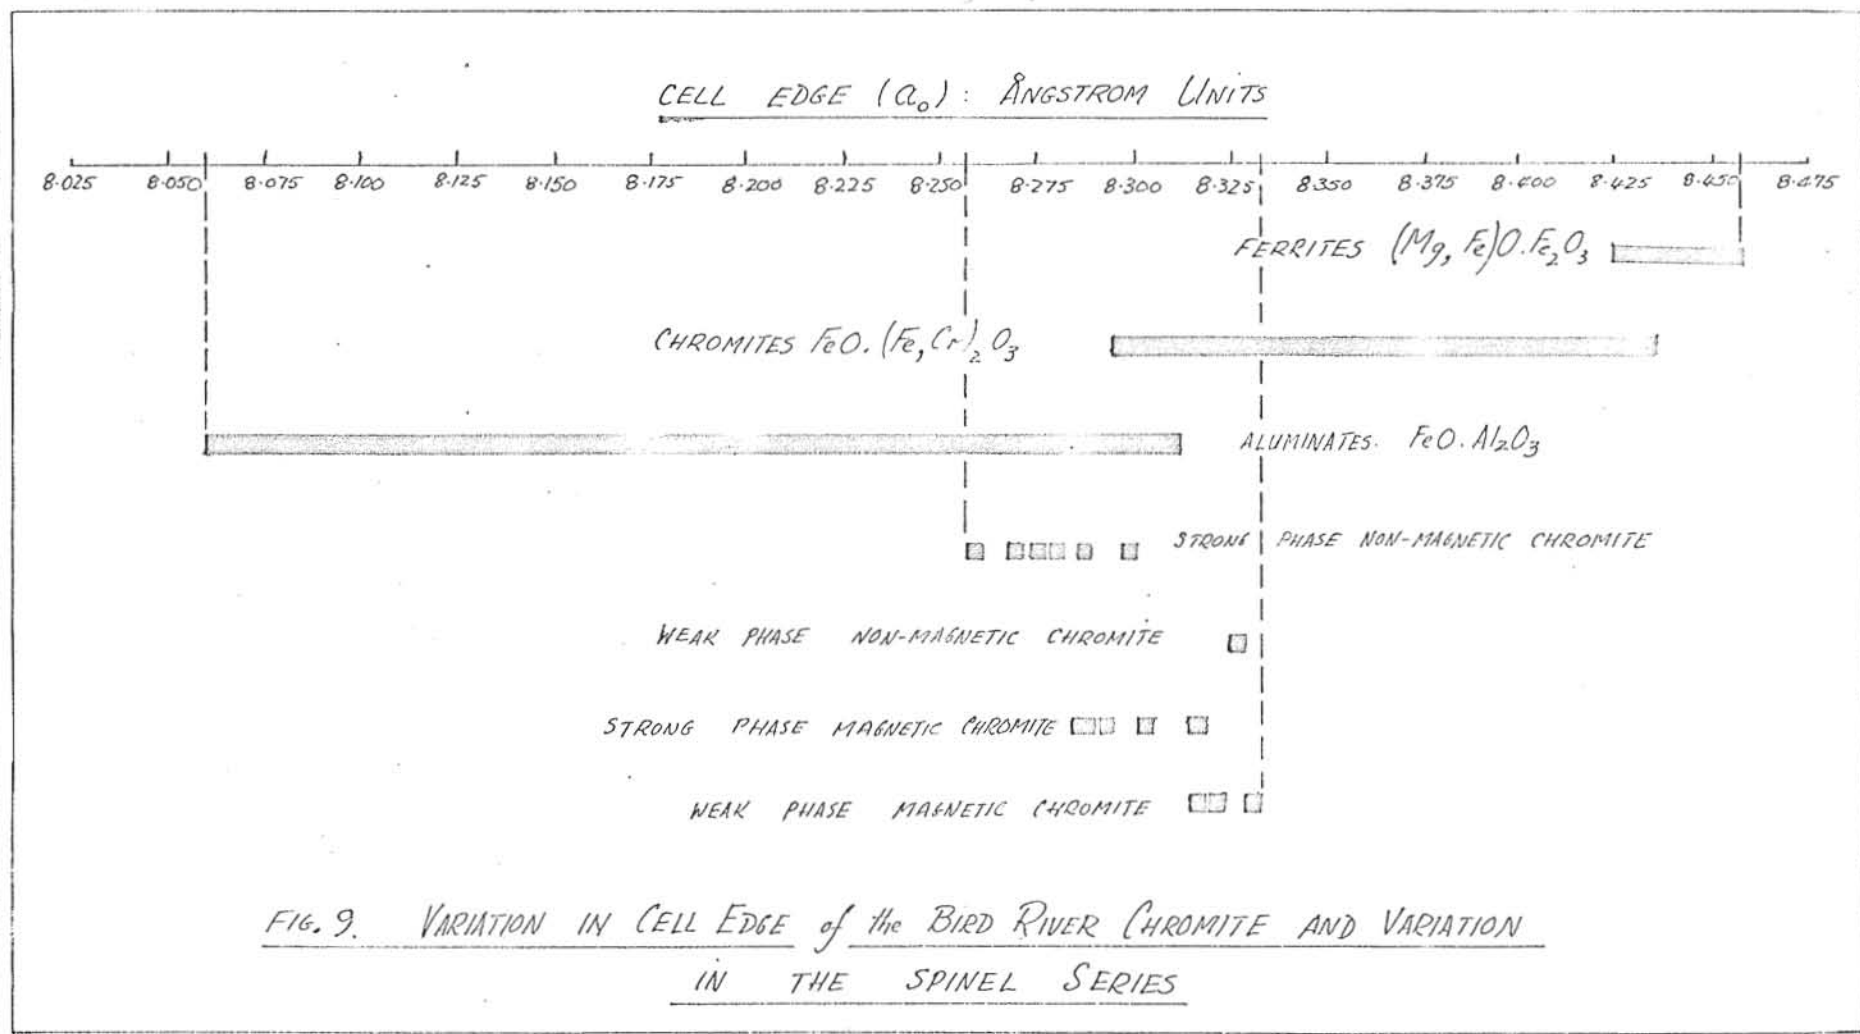 CELL EDGE (a₀): ÅNGSTROM UNITS
8.025 8.050 8.075 8.100 8.125 8.150 8.175 8.200 8.225 8.250 8.275 8.300 8.325 8.350 8.375 8.400 8.425 8.450 8.475
FERRITES (Mg, Fe)O.Fe₂O₃
CHROMITES FeO.(Fe,Cr)₂O₃
ALUMINATES. FeO.Al₂O₃
STRONG PHASE NON-MAGNETIC CHROMITE
WEAK PHASE NON-MAGNETIC CHROMITE
STRONG PHASE MAGNETIC CHROMITE
WEAK PHASE MAGNETIC CHROMITE
FIG. 9. VARIATION IN CELL EDGE of the BIRD RIVER CHROMITE AND VARIATION
IN THE SPINEL SERIES